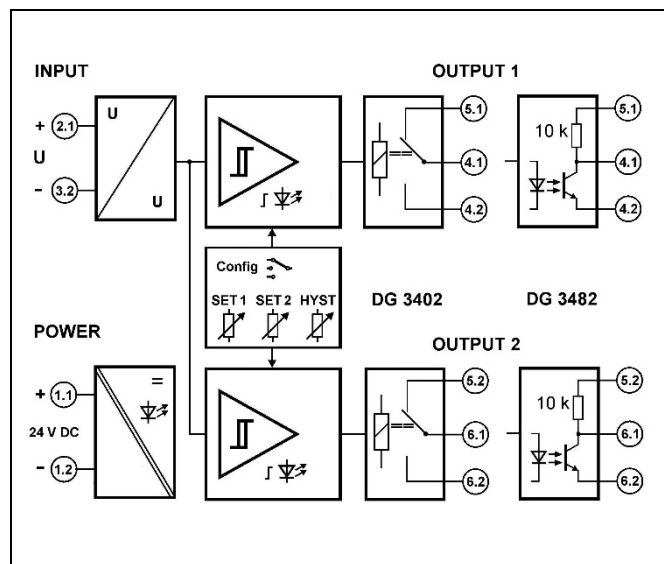 INPUT
OUTPUT 1
U
+ 2.1
U
- 3.2
U
5.1
4.1
4.2
10 k
5.1
4.1
4.2
Config
SET 1 SET 2 HYST
DG 3402
DG 3482
POWER
OUTPUT 2
+ 1.1
24 V DC
- 1.2
=
5.2
6.1
6.2
10 k
5.2
6.1
6.2